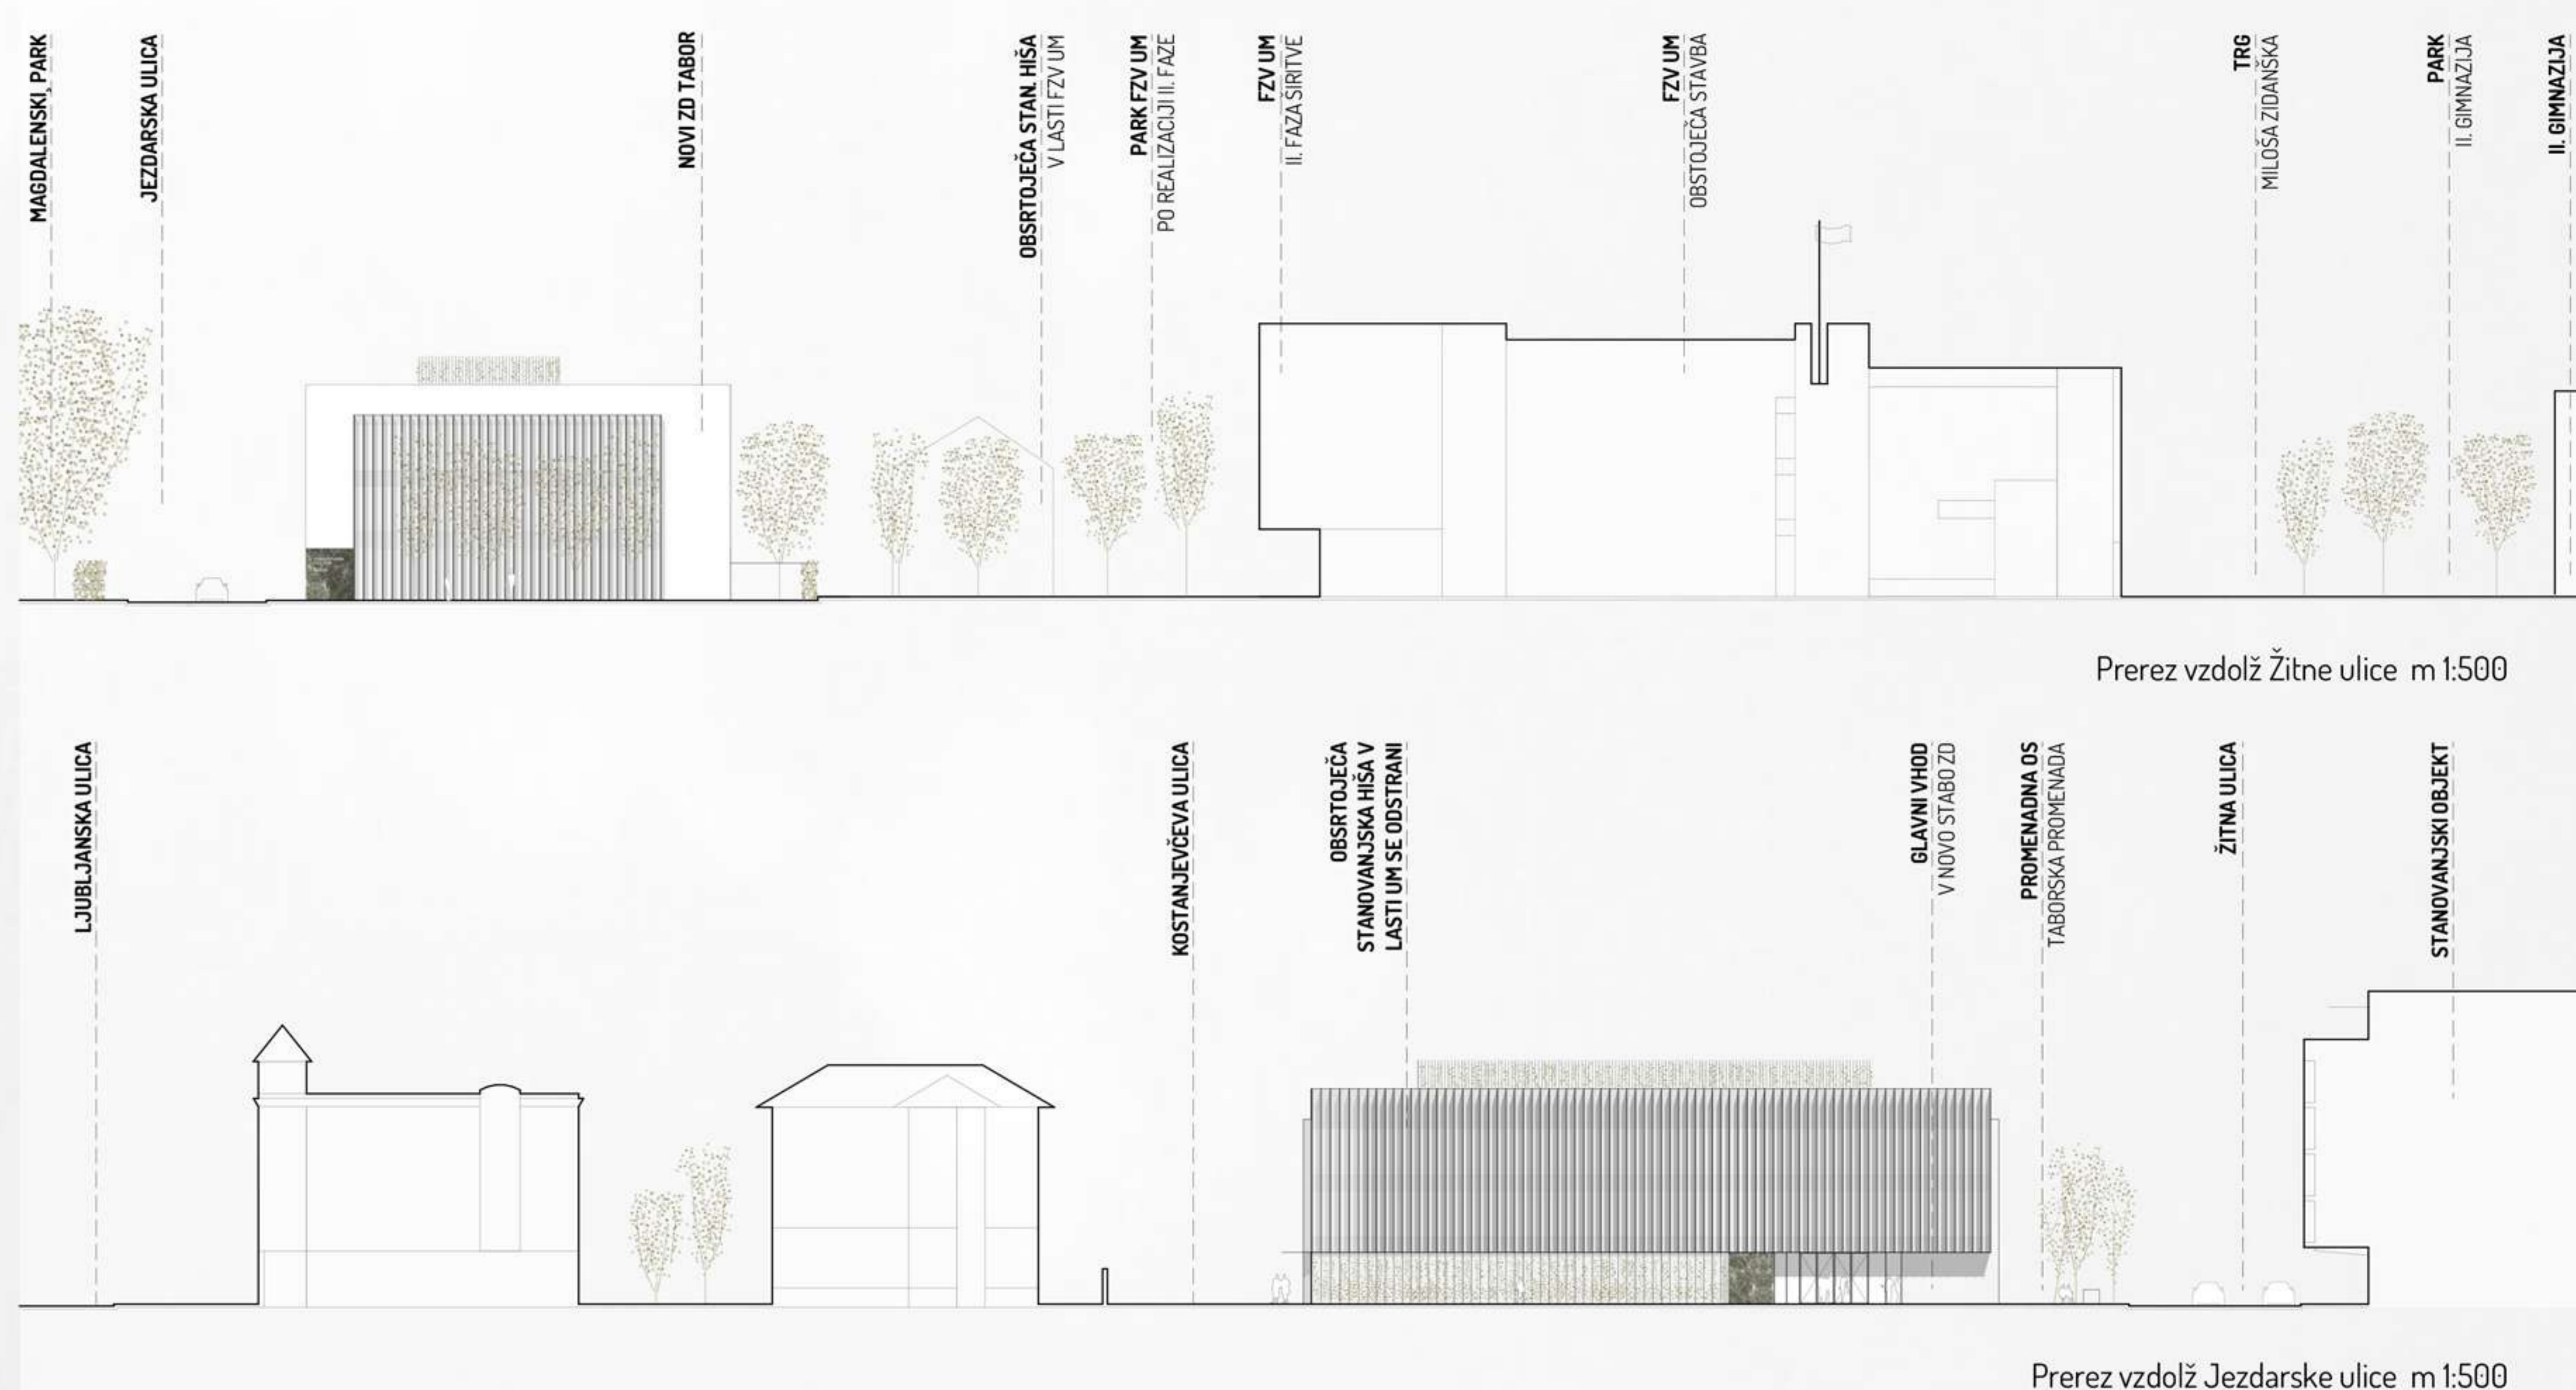 MAGDALENSKI PARK
JEZDARSKA ULICA
NOVI ZD TABOR
OBSRTOJEČA STAN. HIŠA
V LASTI FZV UM
PARK FZV UM
PO REALIZACIJI II. FAZE
FZV UM
II. FAZA ŠIRITVE
FZV UM
OBSTOJEČA STAVBA
TRG
MILOŠA ZIDANŠKA
PARK
II. GIMNAZIJA
II. GIMNAZIJA
Prerez vzdolž Žitne ulice m 1:500
LJUBLJANSKA ULICA
KOSTANJEVČEVA ULICA
OBSRTOJEČA
STANOVANJSKA HIŠA V
LASTI UM SE ODSTRANI
GLAVNI VHOD
V NOVO STABO ZD
PROMENADNA OS
TABORSKA PROMENADA
ŽITNA ULICA
STANOVANJSKI OBJEKT
Prerez vzdolž Jezdarske ulice m 1:500